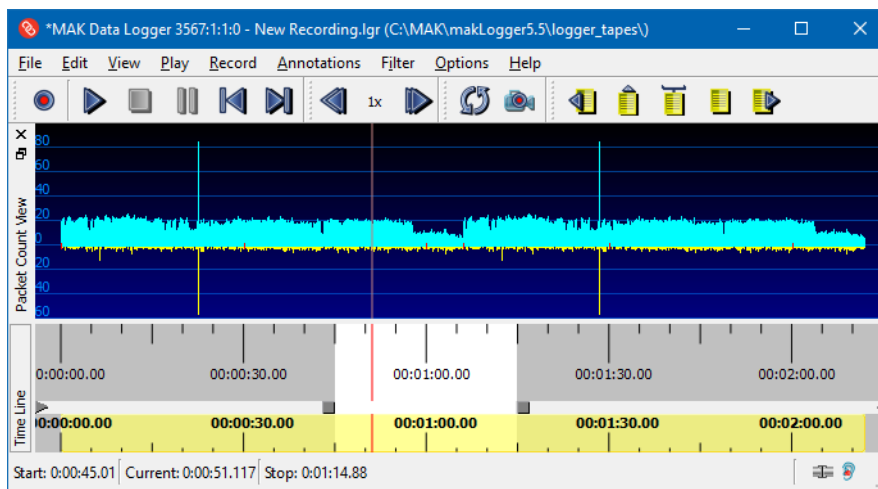 *MAK Data Logger 3567:1:1:0 - New Recording.lgr (C:\MAK\makLogger5.5\logger_tapes\)
File Edit View Play Record Annotations Filter Options Help
1x
Packet Count View
80
60
40
20
0
20
40
60
Time Line
0:00:00.00 00:00:30.00 00:01:00.00 00:01:30.00 00:02:00.00
0:00:00.00 00:00:30.00 00:01:00.00 00:01:30.00 00:02:00.00
Start: 0:00:45.01 Current: 0:00:51.117 Stop: 0:01:14.88